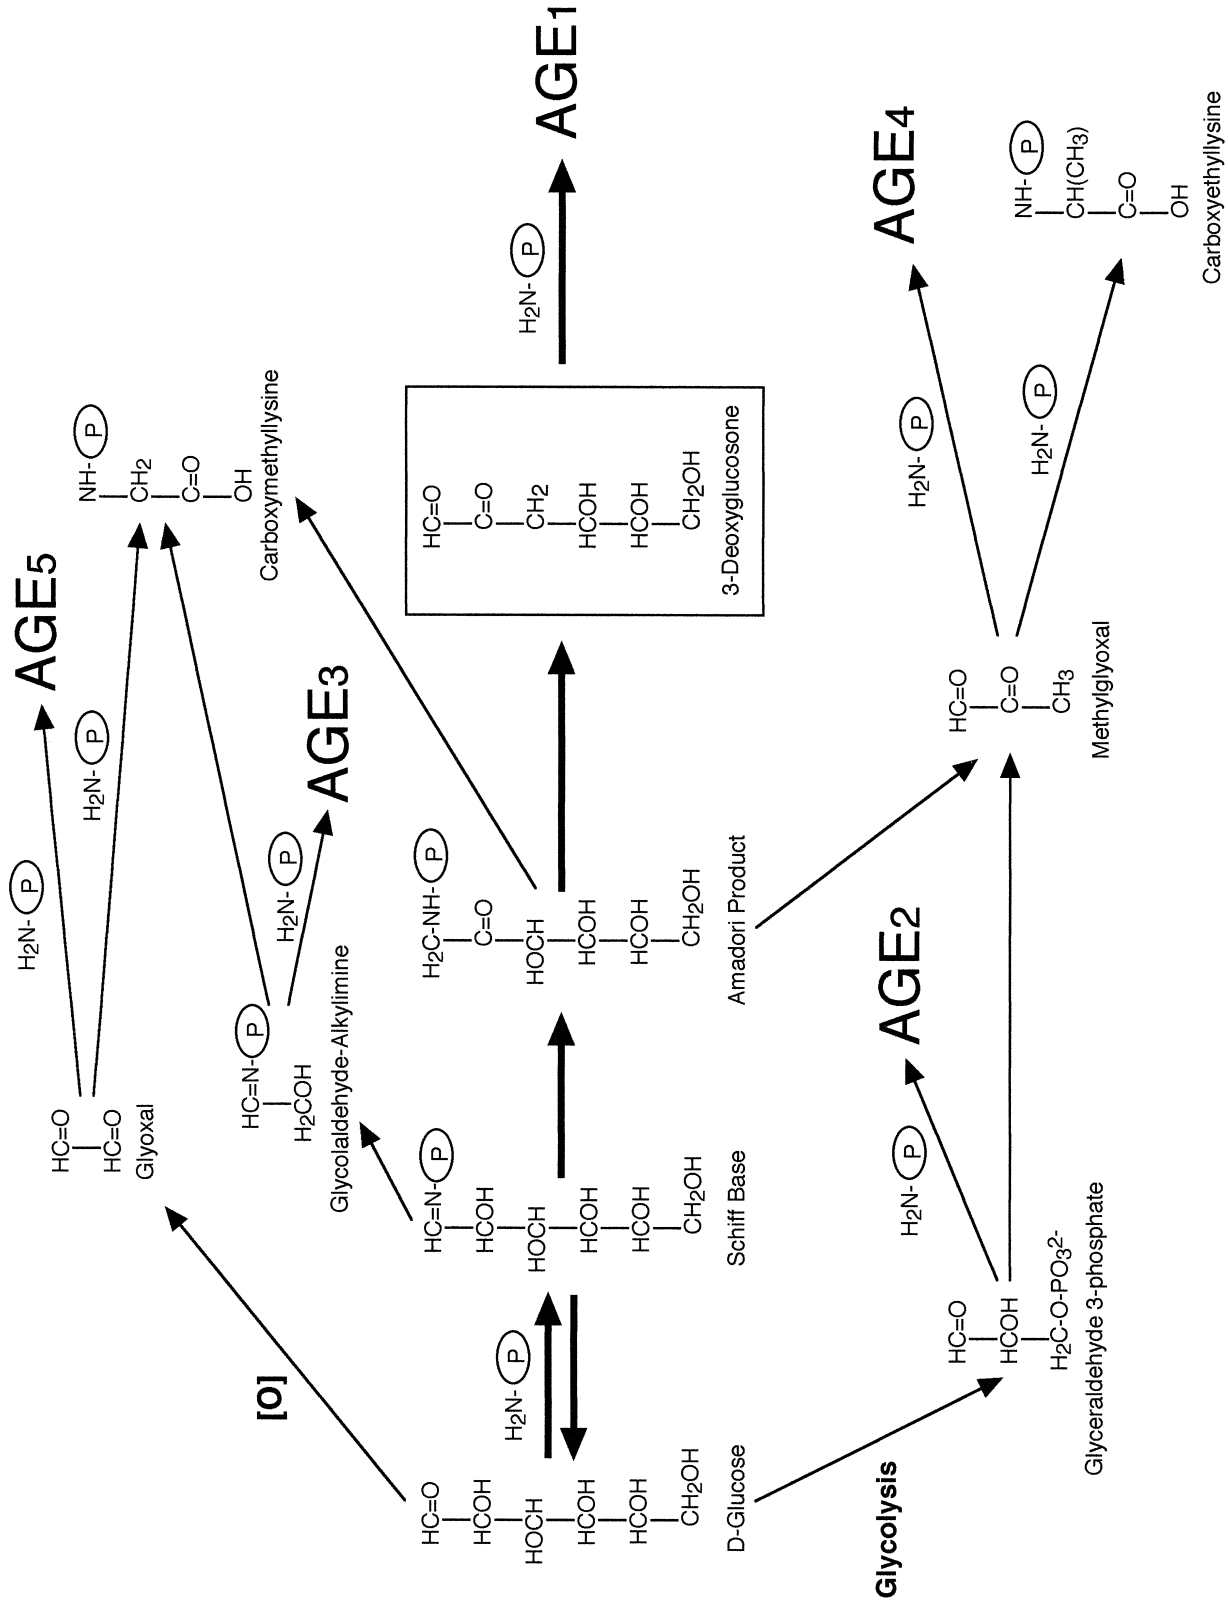 [O]
HC=O
HC=O
Glyoxal
H2N-P
AGE5
H2N-P
NH-P
CH2
C=O
OH
Carboxymethyllysine
HC=N-P
H2COH
Glycolaldehyde-Alkylimine
H2N-P
AGE3
HC=O
HCOH
HOCH
HCOH
HCOH
CH2OH
D-Glucose
H2N-P
HC=N-P
HCOH
HOCH
HCOH
HCOH
CH2OH
Schiff Base
H2C-NH-P
C=O
HOCH
HCOH
HCOH
CH2OH
Amadori Product
HC=O
C=O
CH2
HCOH
HCOH
CH2OH
3-Deoxyglucosone
H2N-P
AGE1
Glycolysis
HC=O
HCOH
H2C-O-PO32-
Glyceraldehyde 3-phosphate
H2N-P
AGE2
HC=O
C=O
CH3
Methylglyoxal
H2N-P
AGE4
H2N-P
NH-P
CH(CH3)
C=O
OH
Carboxyethyllysine